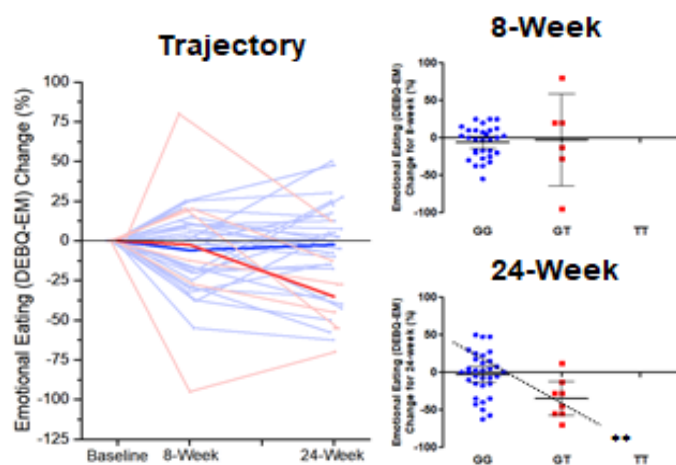 Trajectory
Emotional Eating (DEBQ-EM) Change (%)
100
75
50
25
0
-25
-50
-75
-100
-125
Baseline
8-Week
24-Week
8-Week
Emotional Eating (DEBQ-EM)
Change for 8-week (%)
100
50
0
-50
-100
GG
GT
TT
24-Week
Emotional Eating (DEBQ-EM)
Change for 24-week (%)
100
50
0
-50
-100
GG
GT
TT